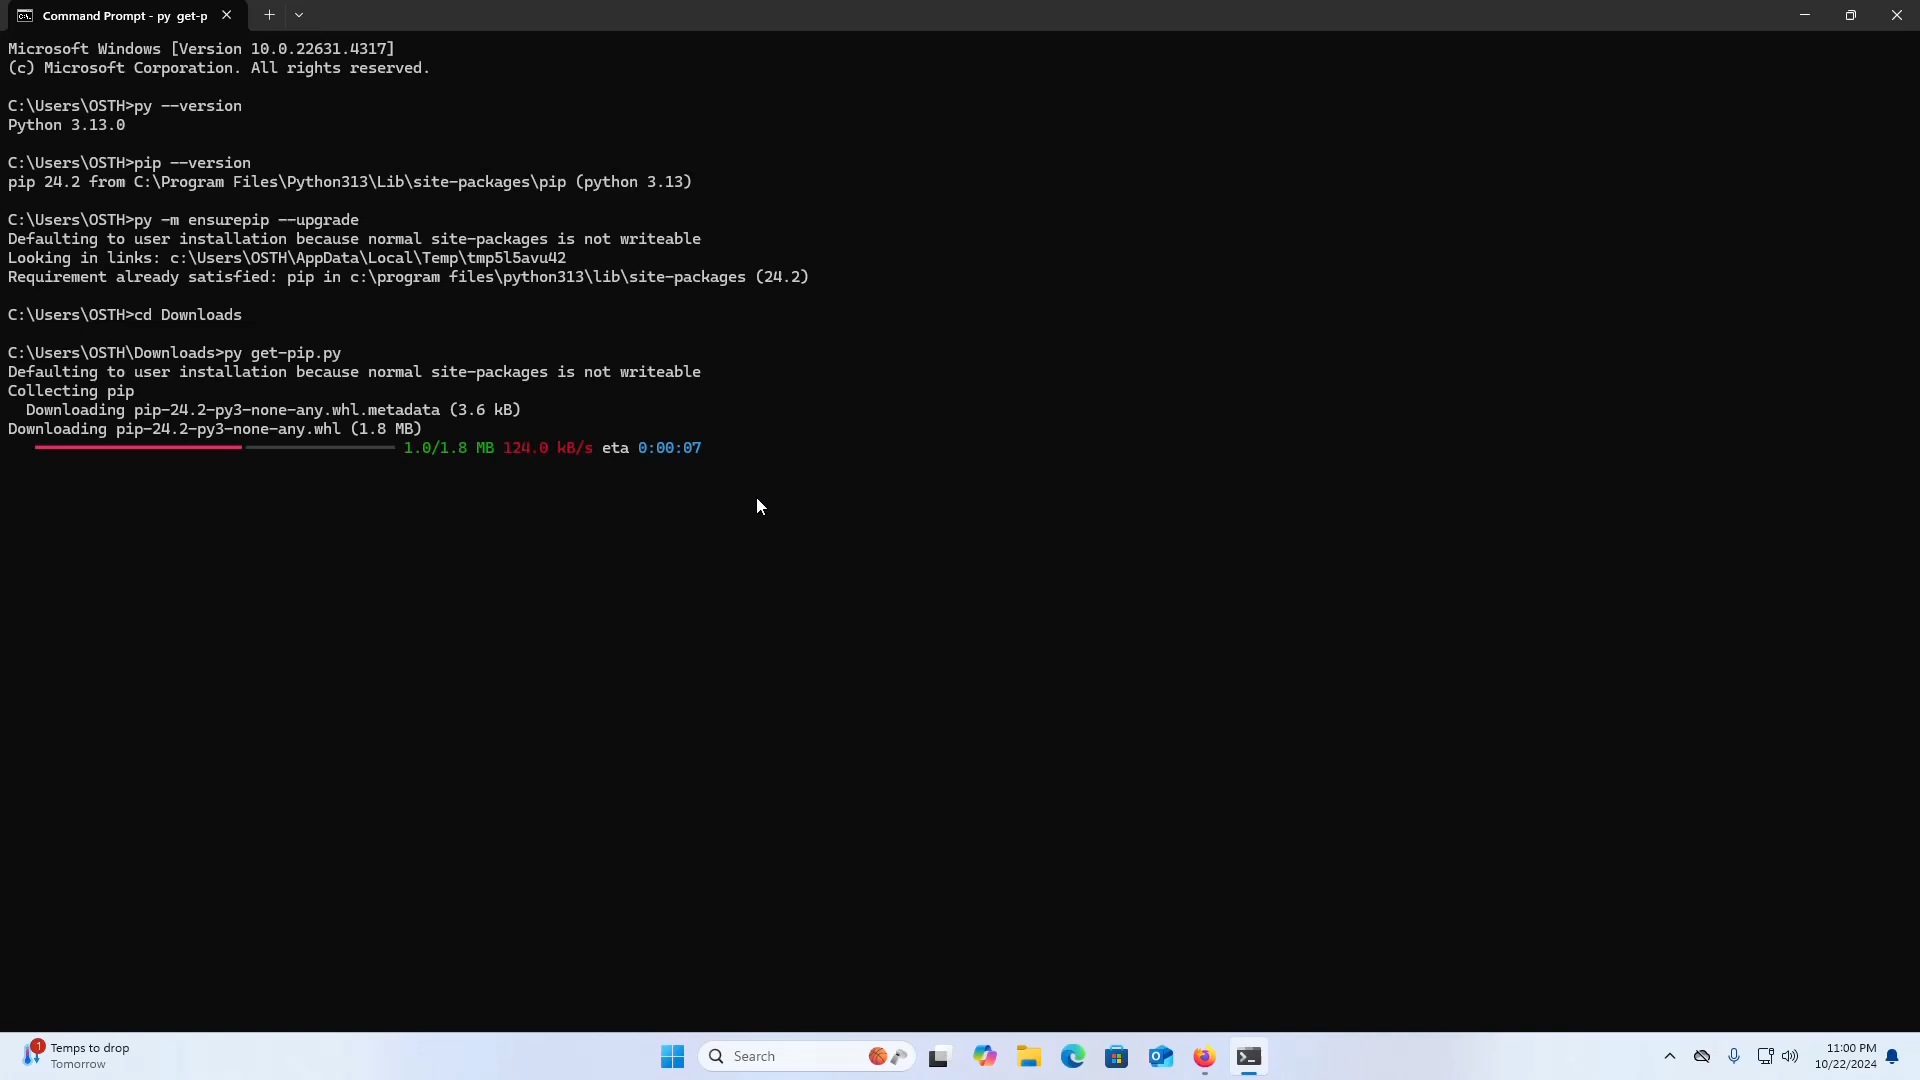 Command Prompt - py get-p
Microsoft Windows [Version 10.0.22631.4317]
(c) Microsoft Corporation. All rights reserved.
C:\Users\OSTH>py --version
Python 3.13.0
C:\Users\OSTH>pip --version
pip 24.2 from C:\Program Files\Python313\Lib\site-packages\pip (python 3.13)
C:\Users\OSTH>py -m ensurepip --upgrade
Defaulting to user installation because normal site-packages is not writeable
Looking in links: c:\Users\OSTH\AppData\Local\Temp\tmp5l5avu42
Requirement already satisfied: pip in c:\program files\python313\lib\site-packages (24.2)
C:\Users\OSTH>cd Downloads
C:\Users\OSTH\Downloads>py get-pip.py
Defaulting to user installation because normal site-packages is not writeable
Collecting pip
Downloading pip-24.2-py3-none-any.whl.metadata (3.6 kB)
Downloading pip-24.2-py3-none-any.whl (1.8 MB)
1.0/1.8 MB 124.0 kB/s eta 0:00:07
1
Temps to drop
Tomorrow
Search
11:00 PM
10/22/2024